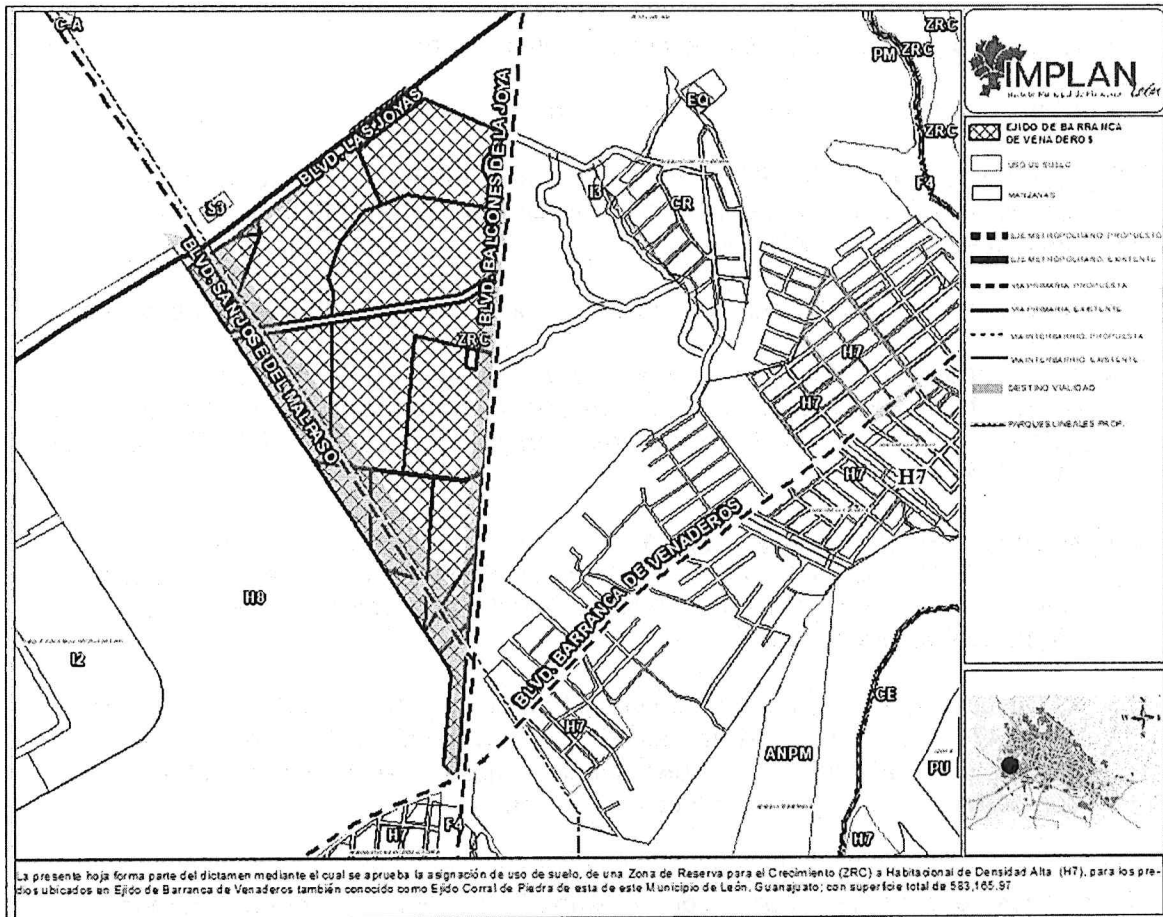 C-A
ZRC
PM
ZRC
ZRC
F4
BLVD. LAS JOYAS
BLVD. BALCONES DE LA JOYA
EQ
I3
CR
S3
BLVD. SAN JOSE DEL MALPASO
ZRC
H7
H7
H7
H7
BLVD. BARRANCA DE VENADEROS
H8
I2
H7
CE
ANPM
PU
H7
F4
H7
IMPLAN
León
EJIDO DE BARRANCA
DE VENADEROS
USO DE SUELO
MANZANAS
EJE METROPOLITANO PROPUESTO
EJE METROPOLITANO EXISTENTE
VIA PRIMARIA PROPUESTA
VIA PRIMARIA EXISTENTE
VIA INTERBARRIO PROPUESTA
VIA INTERBARRIO EXISTENTE
DESTINO VIALIDAD
PARQUES LINEALES PROP.
La presente hoja forma parte del dictamen mediante el cual se aprueba la asignación de uso de suelo, de una Zona de Reserva para el Crecimiento (ZRC) a Habitacional de Densidad Alta (H7), para los pre-
dios ubicados en Ejido de Barranca de Venaderos también conocido como Ejido Corral de Piedra de esta de este Municipio de León, Guanajuato; con superficie total de 583,165.97